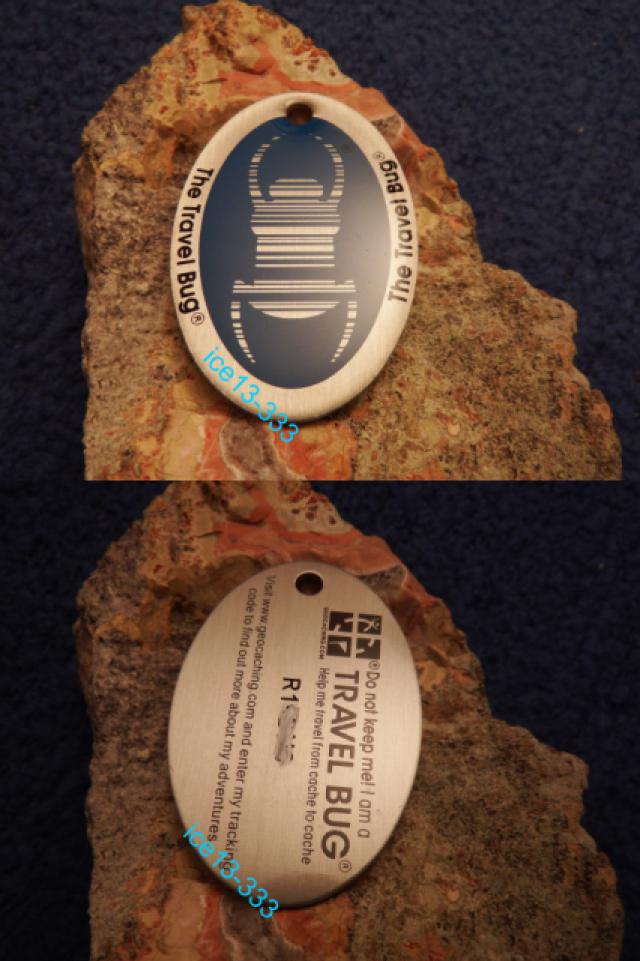 The Travel Bug®
The Travel Bug®
ice13-333
®Do not keep me! I am a
TRAVEL BUG®
GEOCACHING.COM
Help me travel from cache to cache
R1
Visit www.geocaching.com and enter my tracking
code to find out more about my adventures
ice13-333